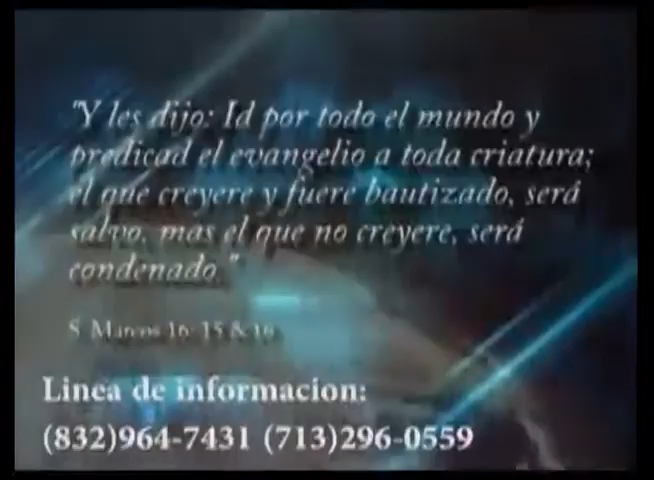 "Y les dijo: Id por todo el mundo y
predicad el evangelio a toda criatura;
el que creyere y fuere bautizado, será
salvo, mas el que no creyere, será
condenado."
S Marcos 16: 15 & 16
Linea de informacion:
(832)964-7431 (713)296-0559